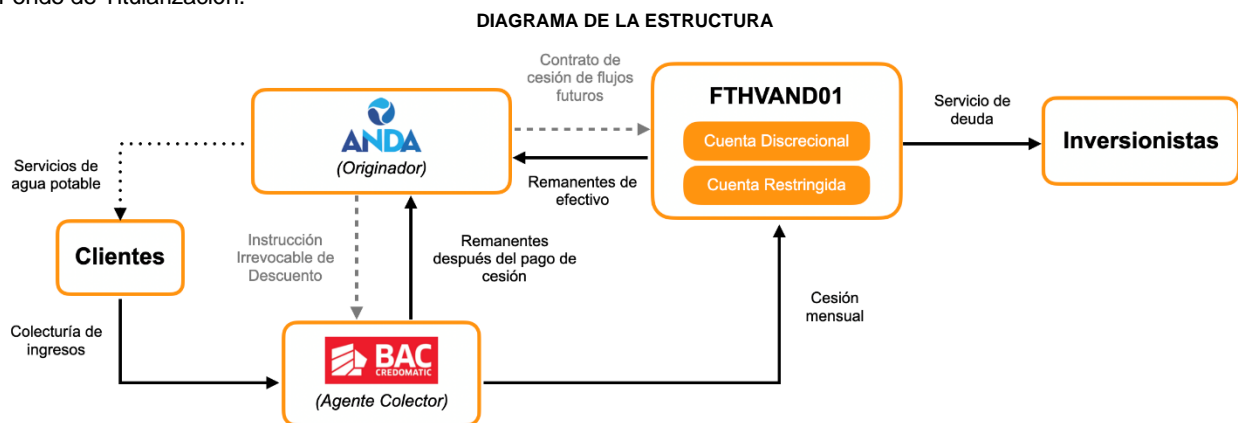 Fondo de Titularización.
DIAGRAMA DE LA ESTRUCTURA
Contrato de
cesión de flujos
futuros
ANDA
(Originador)
FTHVAND01
Cuenta Discrecional
Cuenta Restringida
Servicio de
deuda
Inversionistas
Servicios de
agua potable
Remanentes de
efectivo
Clientes
Instrucción
Irrevocable de
Descuento
Remanentes
después del pago de
cesión
Cesión
mensual
Colecturía de
ingresos
BAC
CREDOMATIC
(Agente Colector)